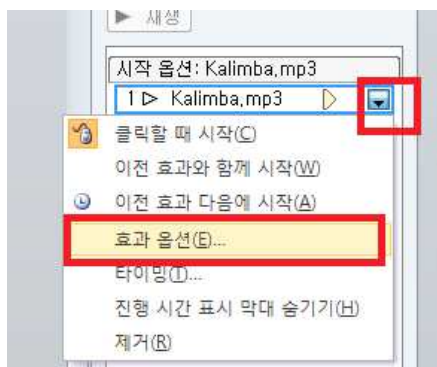 재생
시작 옵션: Kalimba.mp3
1 Kalimba.mp3
클릭할 때 시작(C)
이전 효과와 함께 시작(W)
이전 효과 다음에 시작(A)
효과 옵션(E)...
타이밍(T)...
진행 시간 표시 막대 숨기기(H)
제거(R)